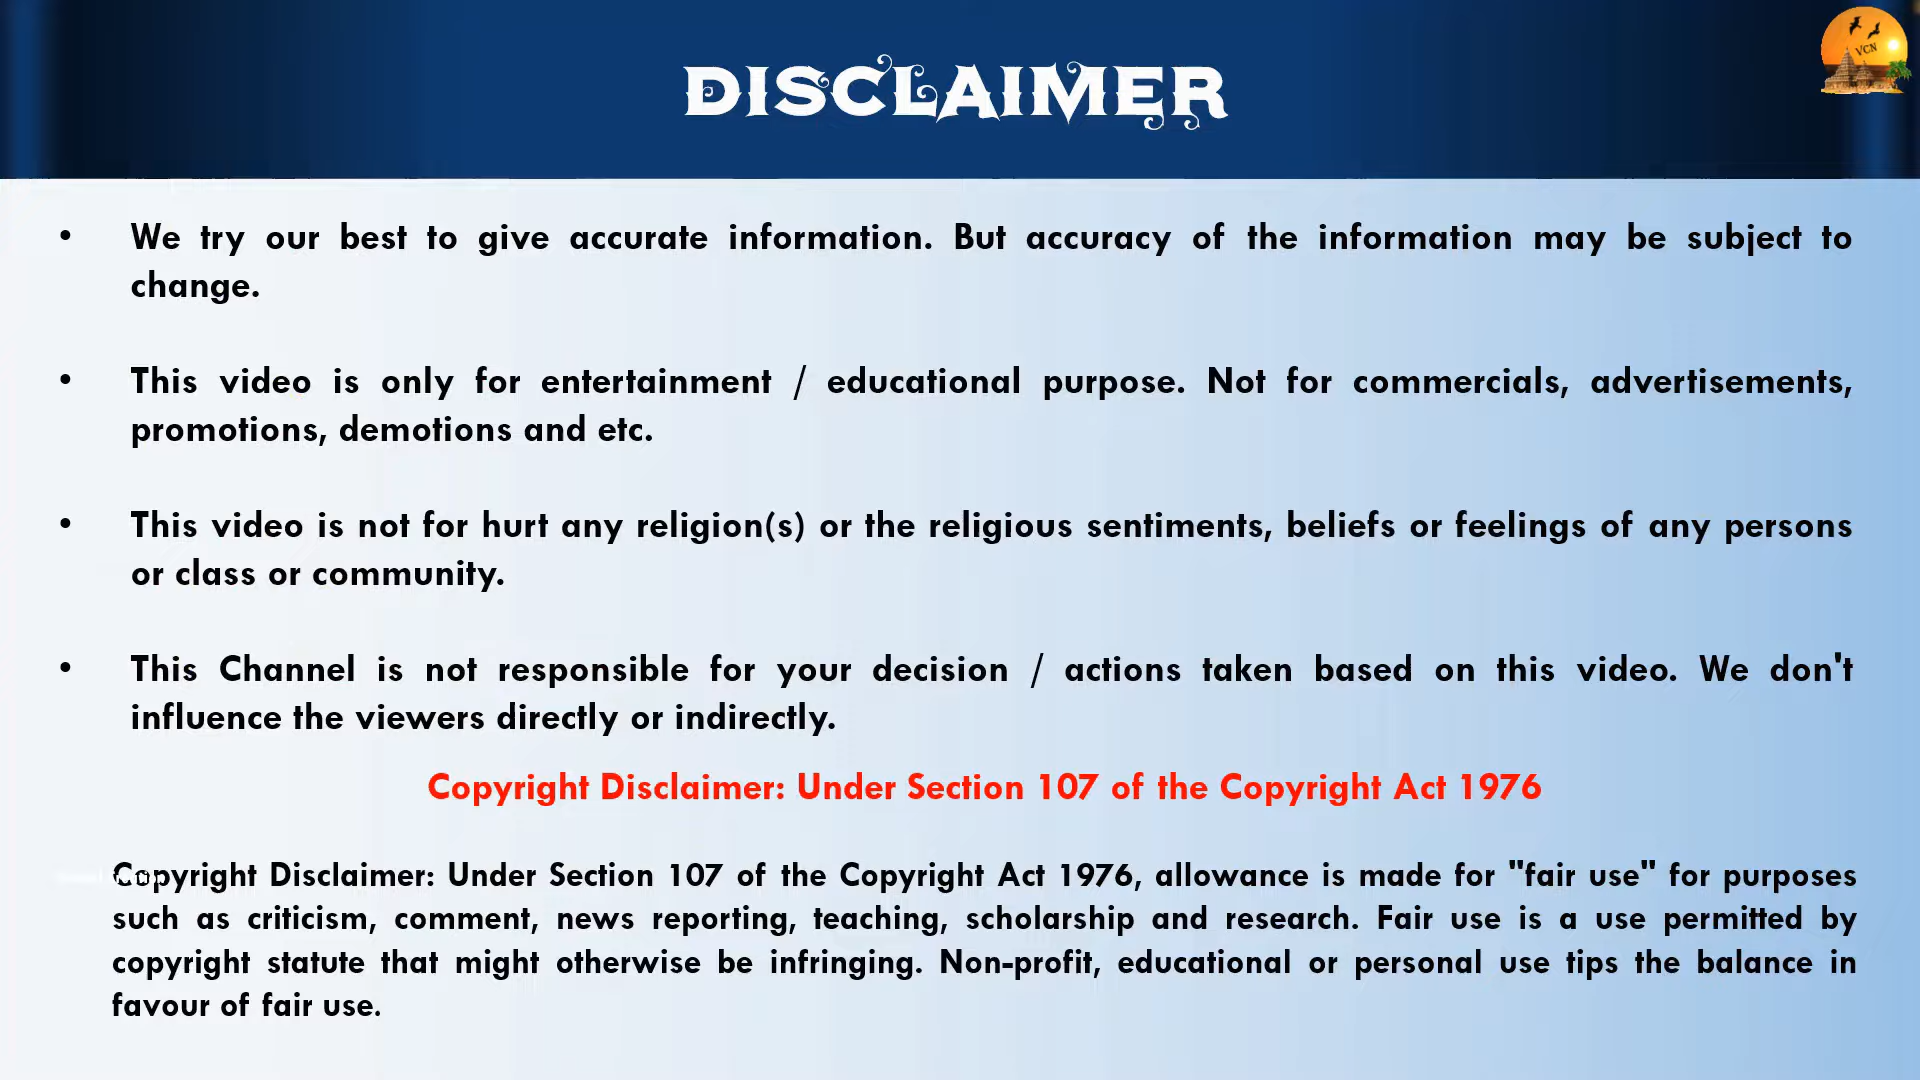 DISCLAIMER
VCN
• We try our best to give accurate information. But accuracy of the information may be subject to
change.
• This video is only for entertainment / educational purpose. Not for commercials, advertisements,
promotions, demotions and etc.
• This video is not for hurt any religion(s) or the religious sentiments, beliefs or feelings of any persons
or class or community.
• This Channel is not responsible for your decision / actions taken based on this video. We don't
influence the viewers directly or indirectly.
Copyright Disclaimer: Under Section 107 of the Copyright Act 1976
Copyright Disclaimer: Under Section 107 of the Copyright Act 1976, allowance is made for "fair use" for purposes
such as criticism, comment, news reporting, teaching, scholarship and research. Fair use is a use permitted by
copyright statute that might otherwise be infringing. Non-profit, educational or personal use tips the balance in
favour of fair use.